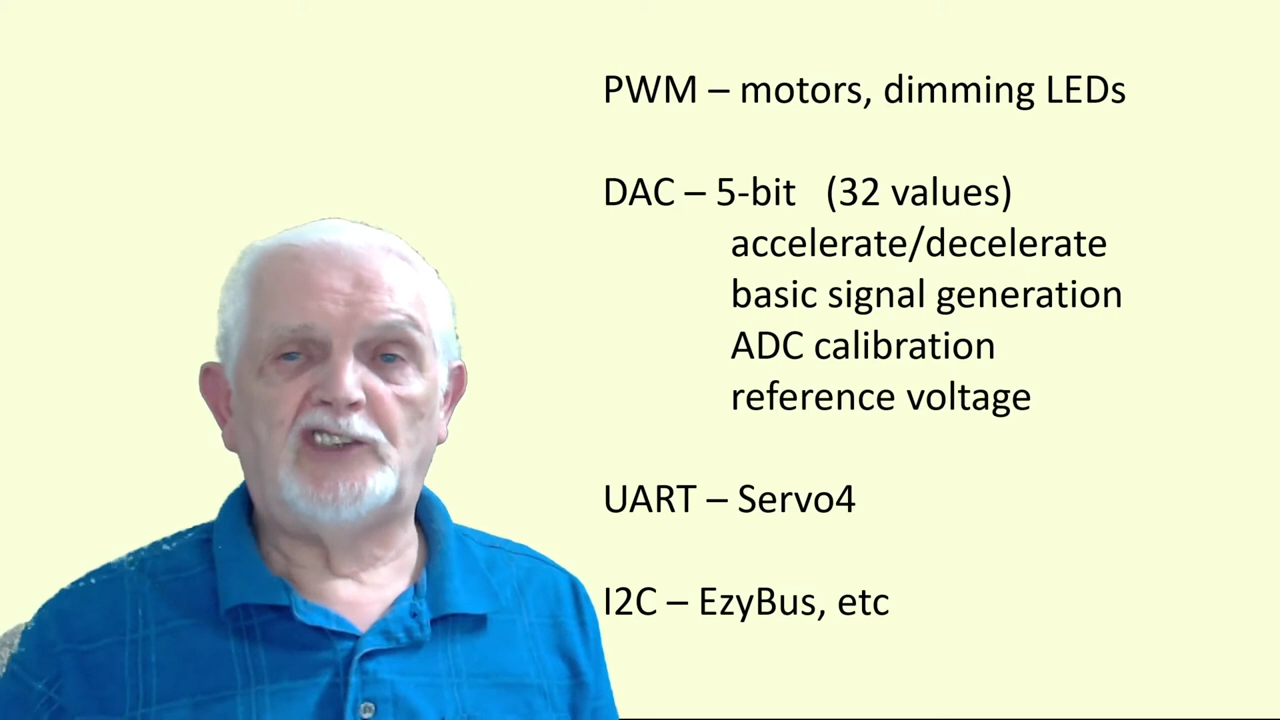 PWM – motors, dimming LEDs
DAC – 5-bit (32 values)
accelerate/decelerate
basic signal generation
ADC calibration
reference voltage
UART – Servo4
I2C – EzyBus, etc